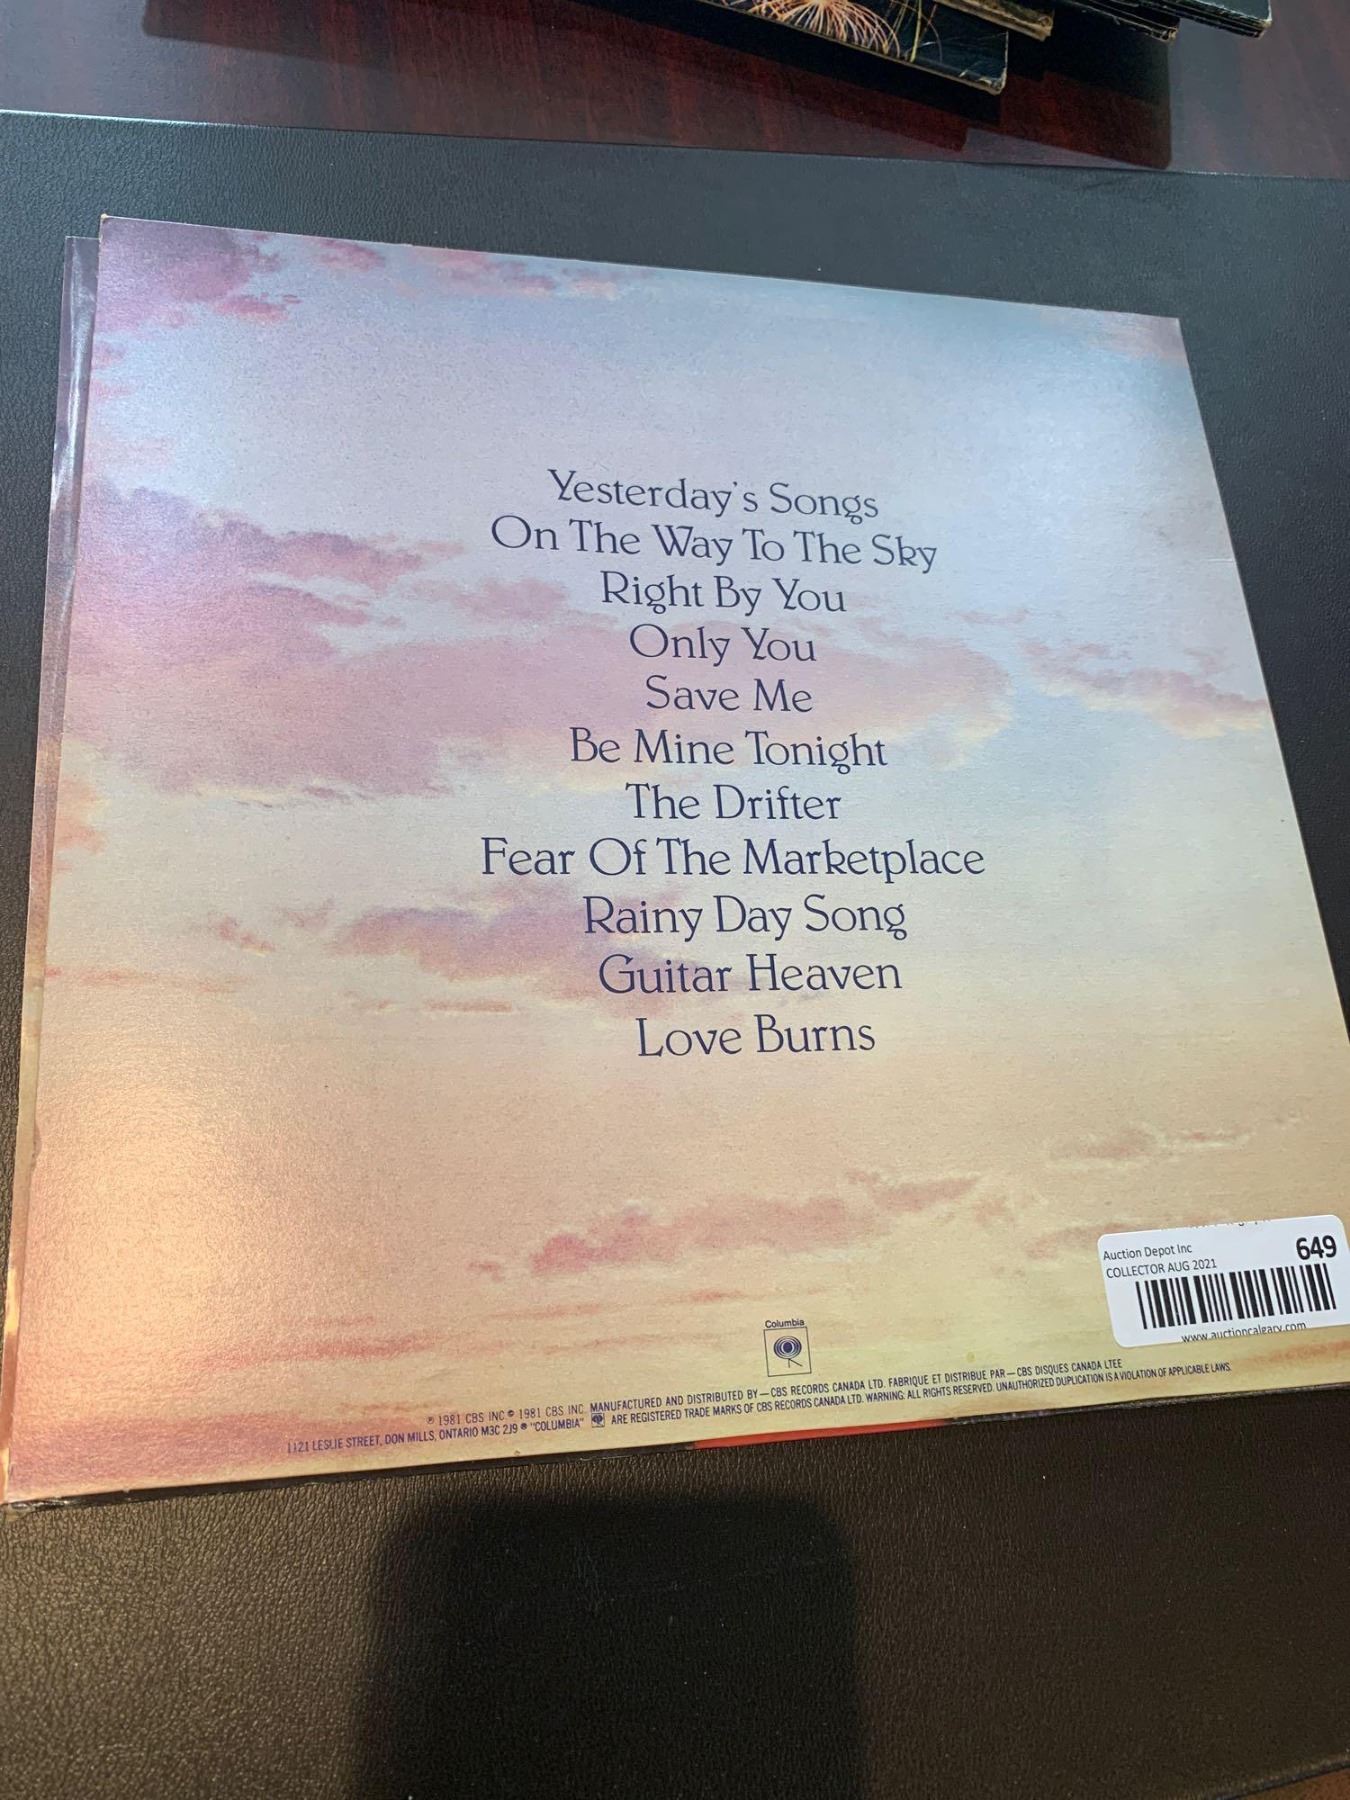 Yesterday's Songs
On The Way To The Sky
Right By You
Only You
Save Me
Be Mine Tonight
The Drifter
Fear Of The Marketplace
Rainy Day Song
Guitar Heaven
Love Burns
Auction Depot Inc
649
COLLECTOR AUG 2021
www.auctioncalgary.com
Columbia
℗ 1981 CBS INC © 1981 CBS INC. MANUFACTURED AND DISTRIBUTED BY — CBS RECORDS CANADA LTD. FABRIQUE ET DISTRIBUE PAR — CBS DISQUES CANADA LTEE
1121 LESLIE STREET, DON MILLS, ONTARIO M3C 2J9 ® "COLUMBIA" ARE REGISTERED TRADE MARKS OF CBS RECORDS CANADA LTD. WARNING: ALL RIGHTS RESERVED. UNAUTHORIZED DUPLICATION IS A VIOLATION OF APPLICABLE LAWS.